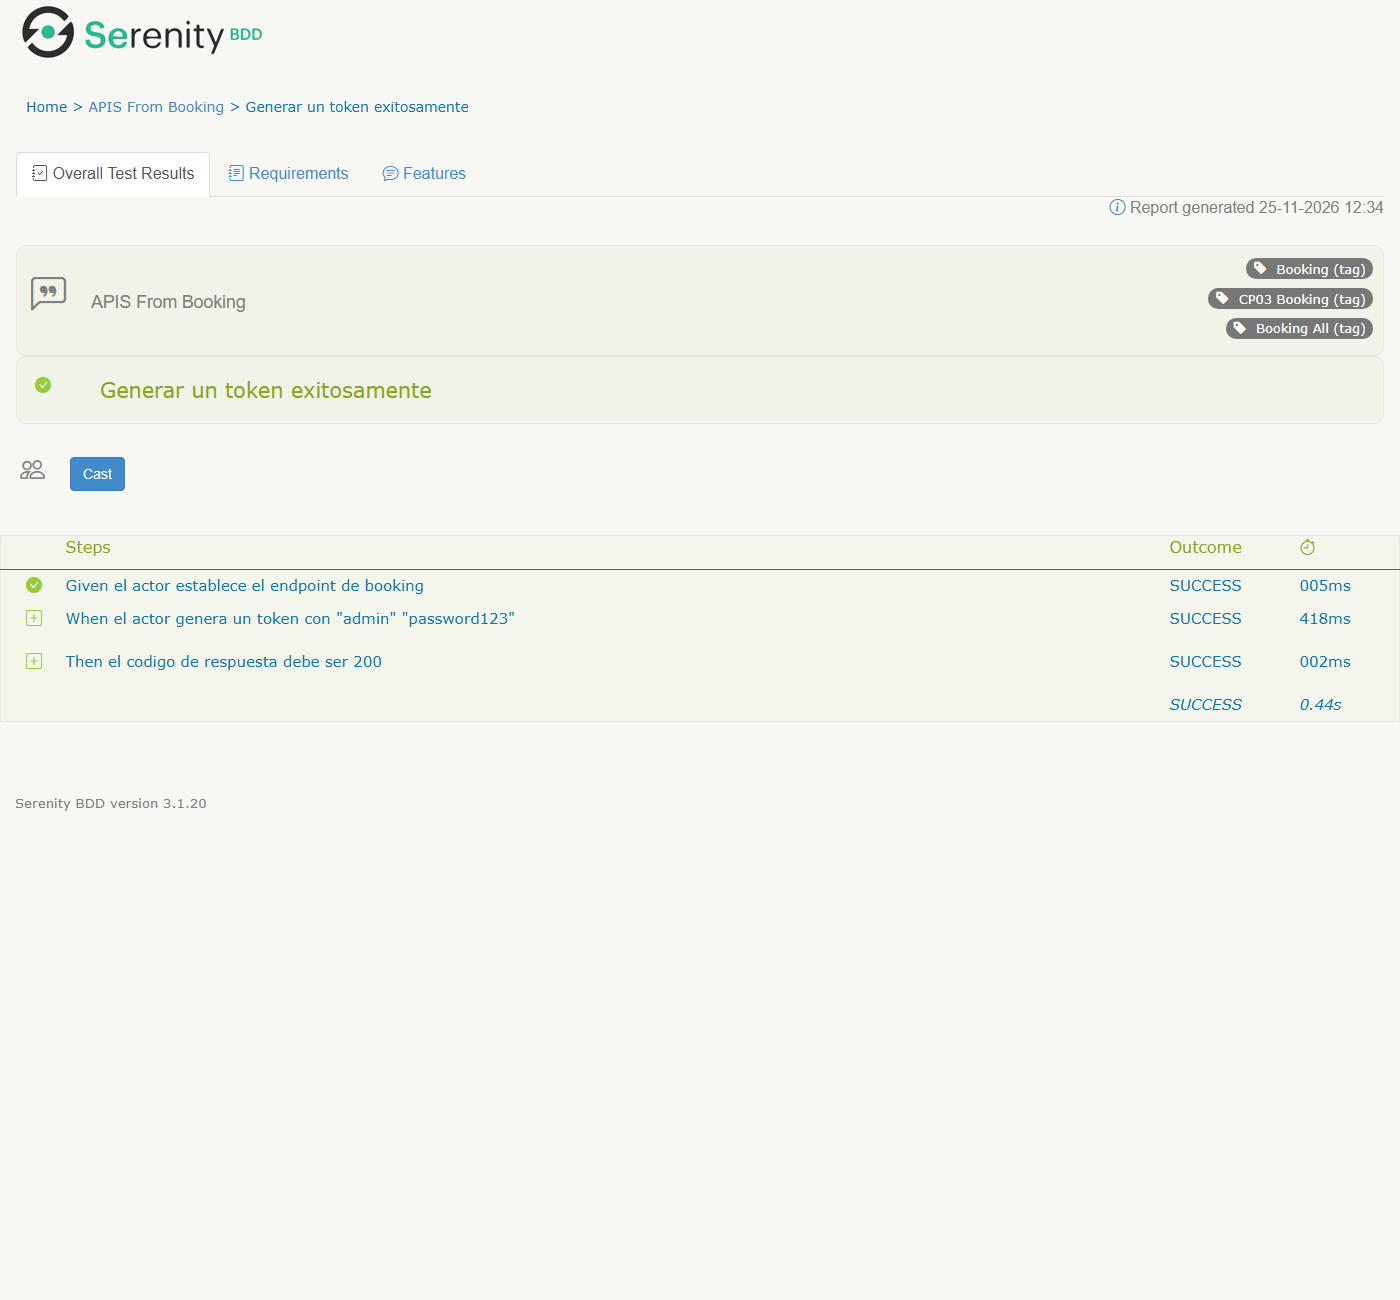 Serenity BDD
Home > APIS From Booking > Generar un token exitosamente
Overall Test Results Requirements Features
Report generated 25-11-2026 12:34
Booking (tag)
APIS From Booking
CP03 Booking (tag)
Booking All (tag)
Generar un token exitosamente
Cast
Steps Outcome
Given el actor establece el endpoint de booking SUCCESS 005ms
When el actor genera un token con "admin" "password123" SUCCESS 418ms
Then el codigo de respuesta debe ser 200 SUCCESS 002ms
SUCCESS 0.44s
Serenity BDD version 3.1.20